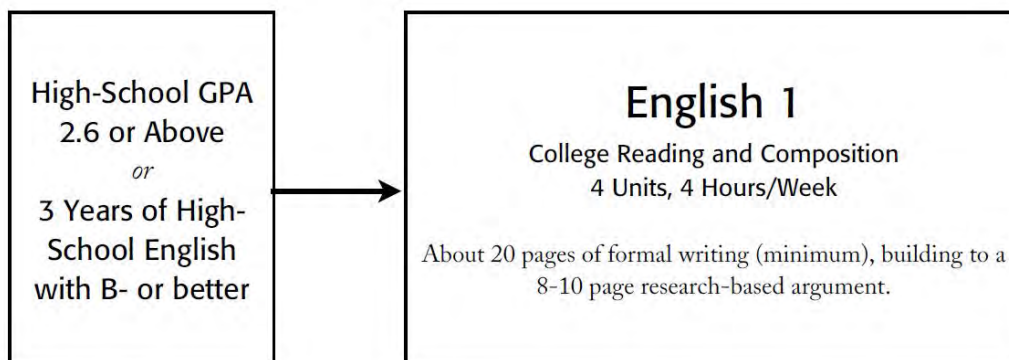 High-School GPA
2.6 or Above
or
3 Years of High-
School English
with B- or better
English 1
College Reading and Composition
4 Units, 4 Hours/Week
About 20 pages of formal writing (minimum), building to a
8-10 page research-based argument.